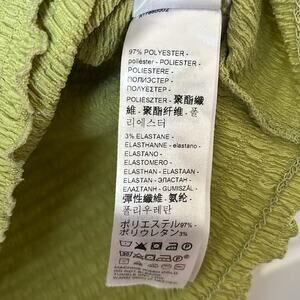 97% POLYESTER -
poliéster - POLIESTER -
POLIESTERE -
ПОЛИЭСТЕР -
ΠΟΛΥΕΣΤΕΡ -
POLIÉSZTER - 聚酯纖
維 - 聚酯纤维 - 폴
리에스터
3% ELASTANE -
ELASTHANNE - elastano -
ELASTANO -
ELASTOMERO -
ELASTHAN - ELASTAAN -
ELASTAN - ЭЛАСТАН -
ΕΛΑΣΤΑΝΗ - GUMISZÁL -
彈性纖維 - 氨纶 -
폴리우레탄
ポリエステル97% -
ポリウレタン3%